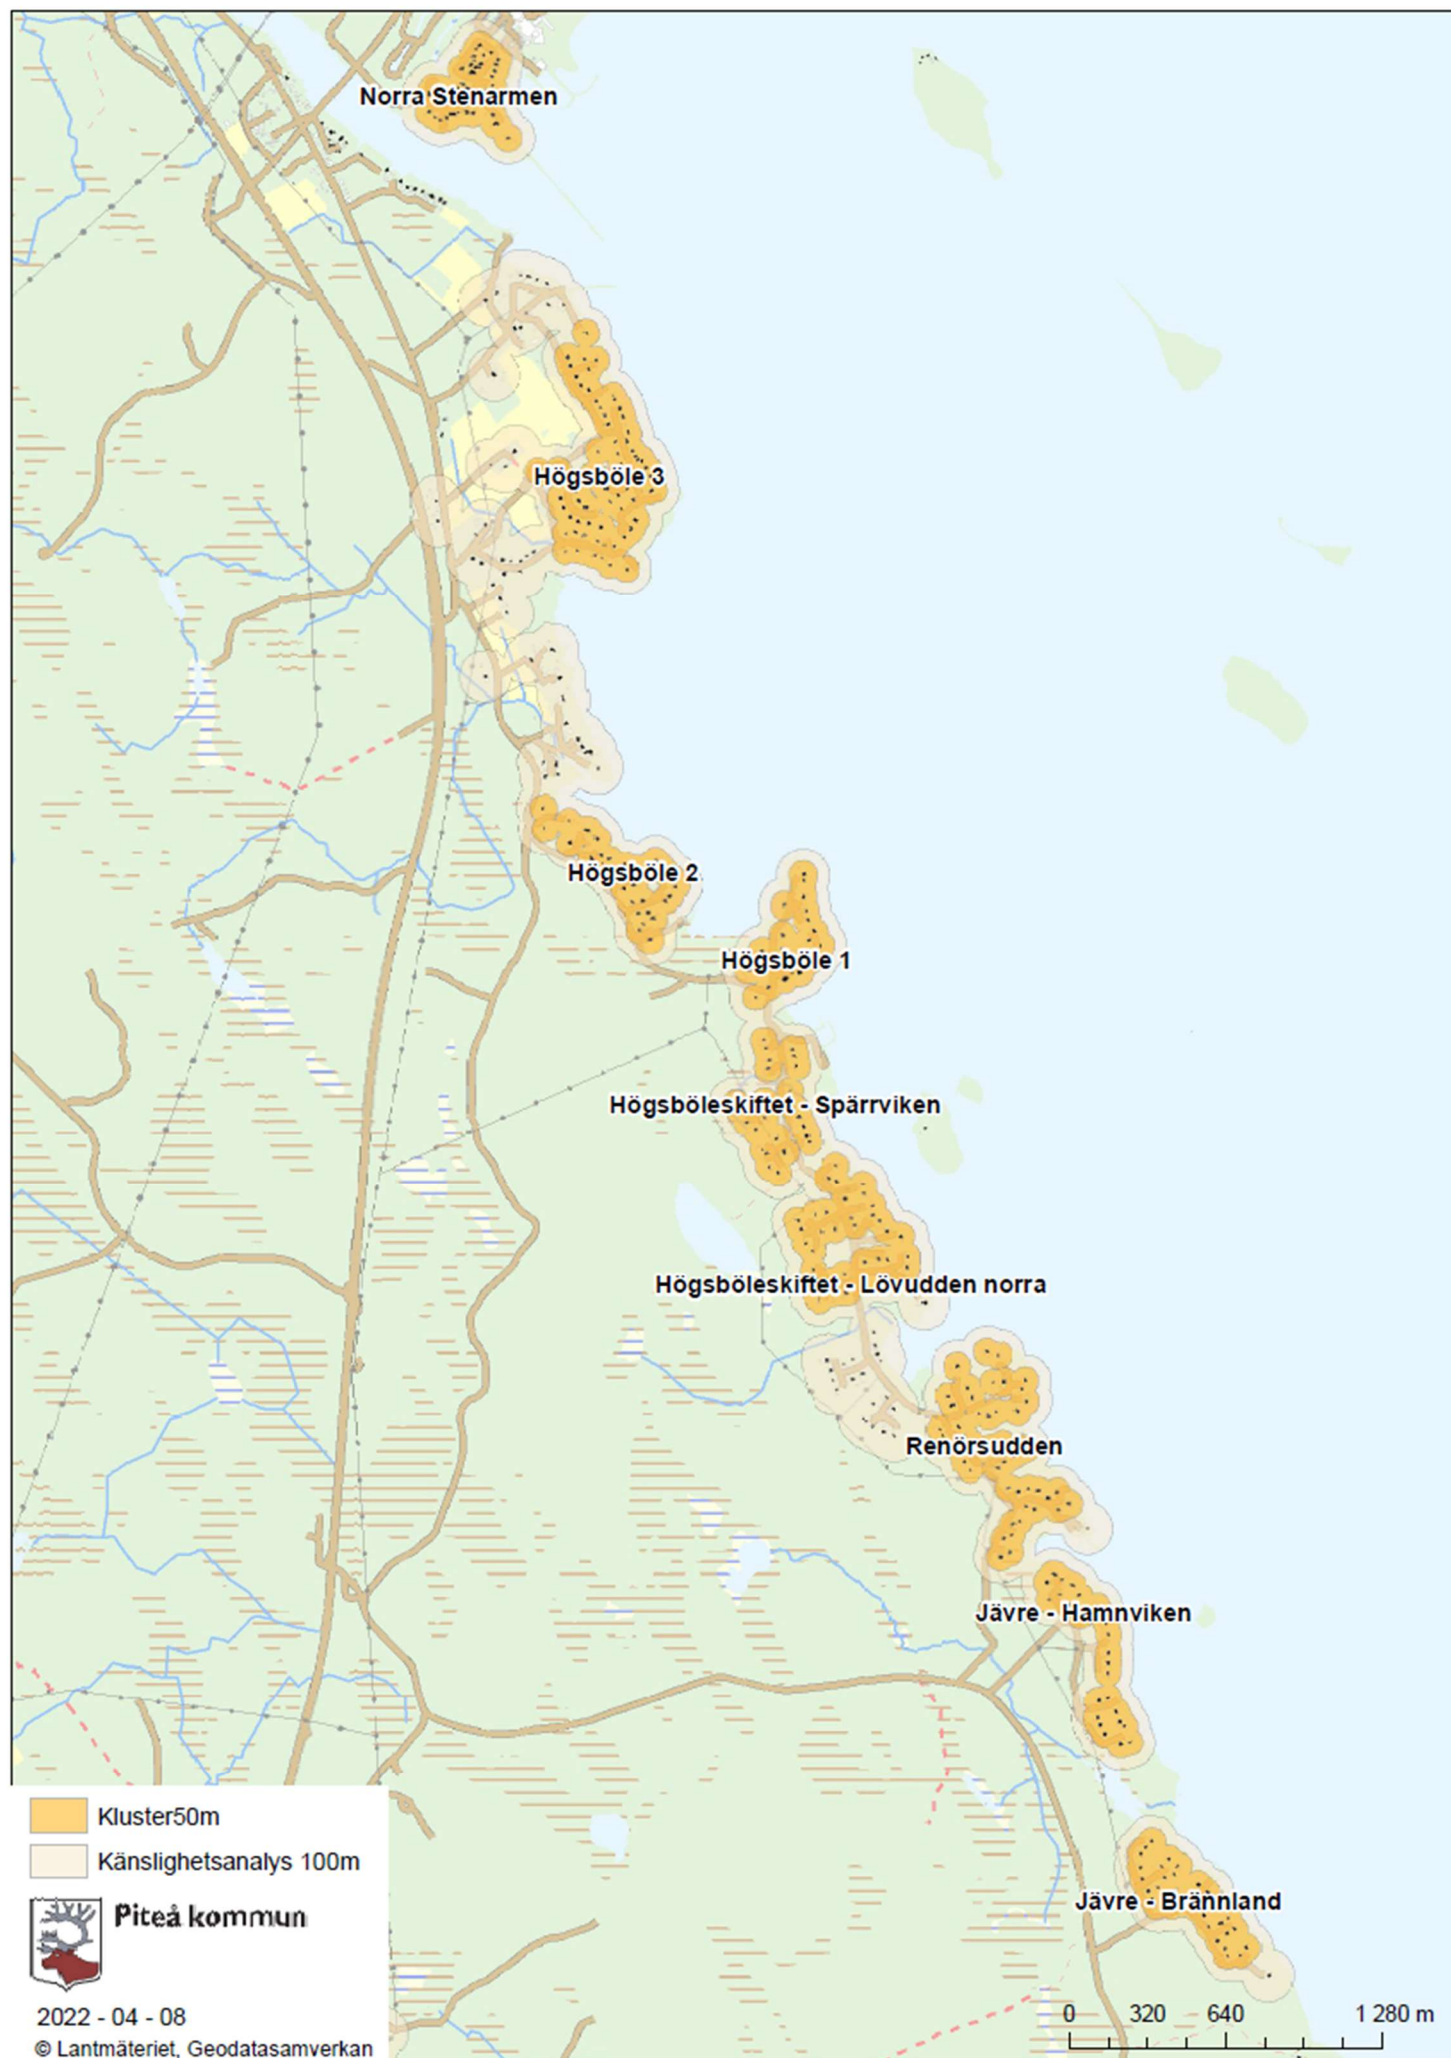 Norra Stenarmen
Högsböle 3
Högsböle 2
Högsböle 1
Högsböleskiftet - Spärrviken
Högsböleskiftet - Lövudden norra
Renörsudden
Jävre - Hamnviken
Jävre - Brännland
Kluster50m
Känslighetsanalys 100m
Piteå kommun
2022 - 04 - 08
© Lantmäteriet, Geodatasamverkan
0 320 640 1 280 m